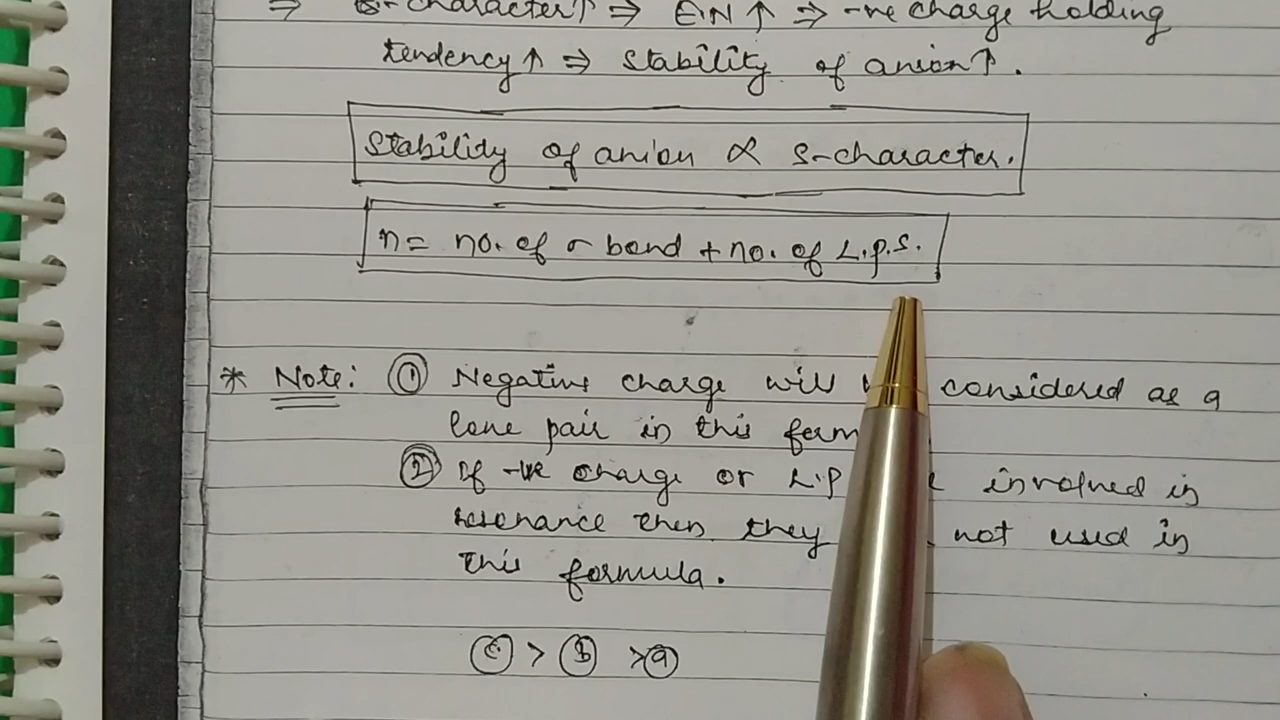 ⇒ s-character↑ ⇒ EN↑ ⇒ -ve charge holding
tendency↑ ⇒ stability of anion↑.
Stability of anion ∝ s-character.
n = no. of σ bond + no. of L.p.s.
* Note: ① Negative charge will considered as a
lone pair in this form
② If -ve charge or L.P involved in
resonance then they not used in
this formula.
ⓒ > ⓑ > ⓐ